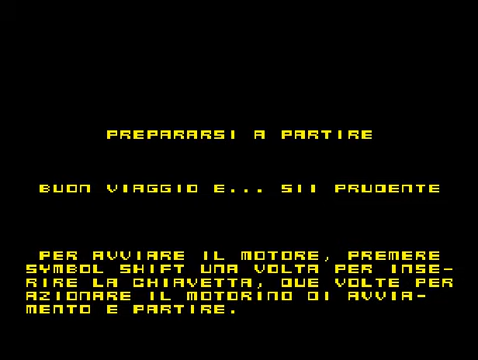 PREPARARSI A PARTIRE
BUON VIAGGIO E... SII PRUDENTE
PER AVVIARE IL MOTORE, PREMERE
SYMBOL SHIFT UNA VOLTA PER INSE-
RIRE LA CHIAVETTA, DUE VOLTE PER
AZIONARE IL MOTORINO DI AVVIA-
MENTO E PARTIRE.